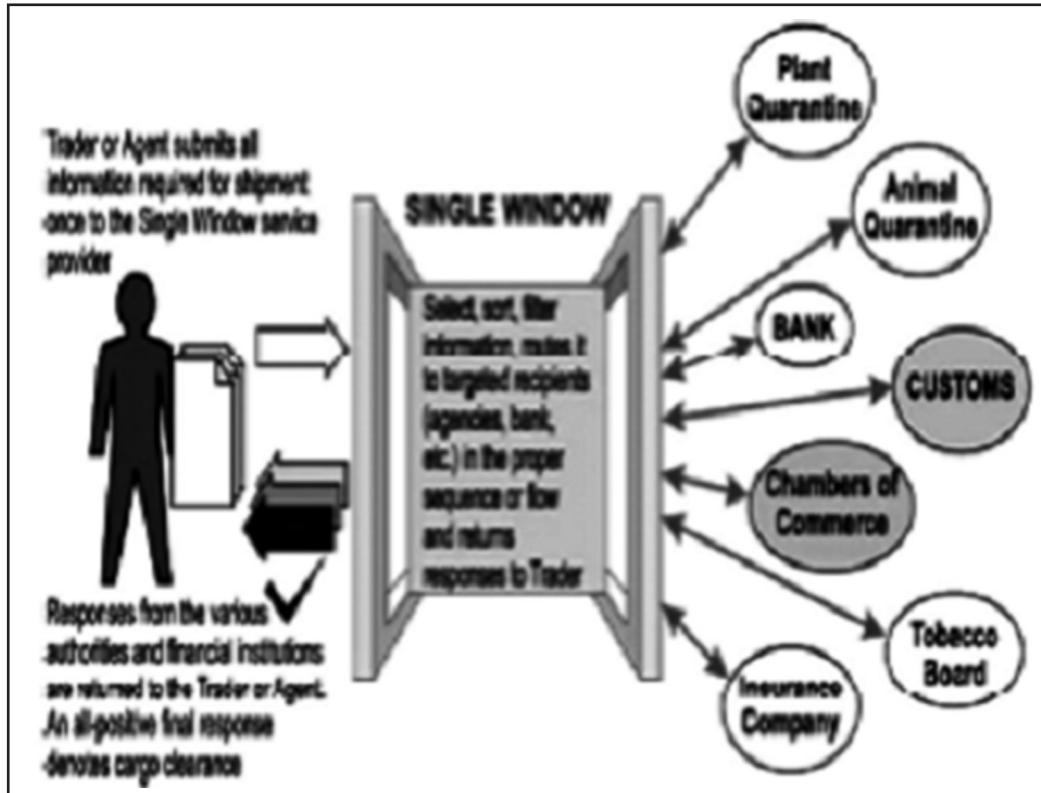 Trader or Agent submits all
information required for shipment
once to the Single Window service
provider
SINGLE WINDOW
Select, sort, filter
information, routes it
to targeted recipients
(agencies, bank,
etc.) in the proper
sequence or flow
and returns
responses to Trader
Responses from the various
authorities and financial institutions
are returned to the Trader or Agent.
An all-positive final response
denotes cargo clearance
Plant
Quarantine
Animal
Quarantine
BANK
CUSTOMS
Chambers of
Commerce
Tobacco
Board
Insurance
Company